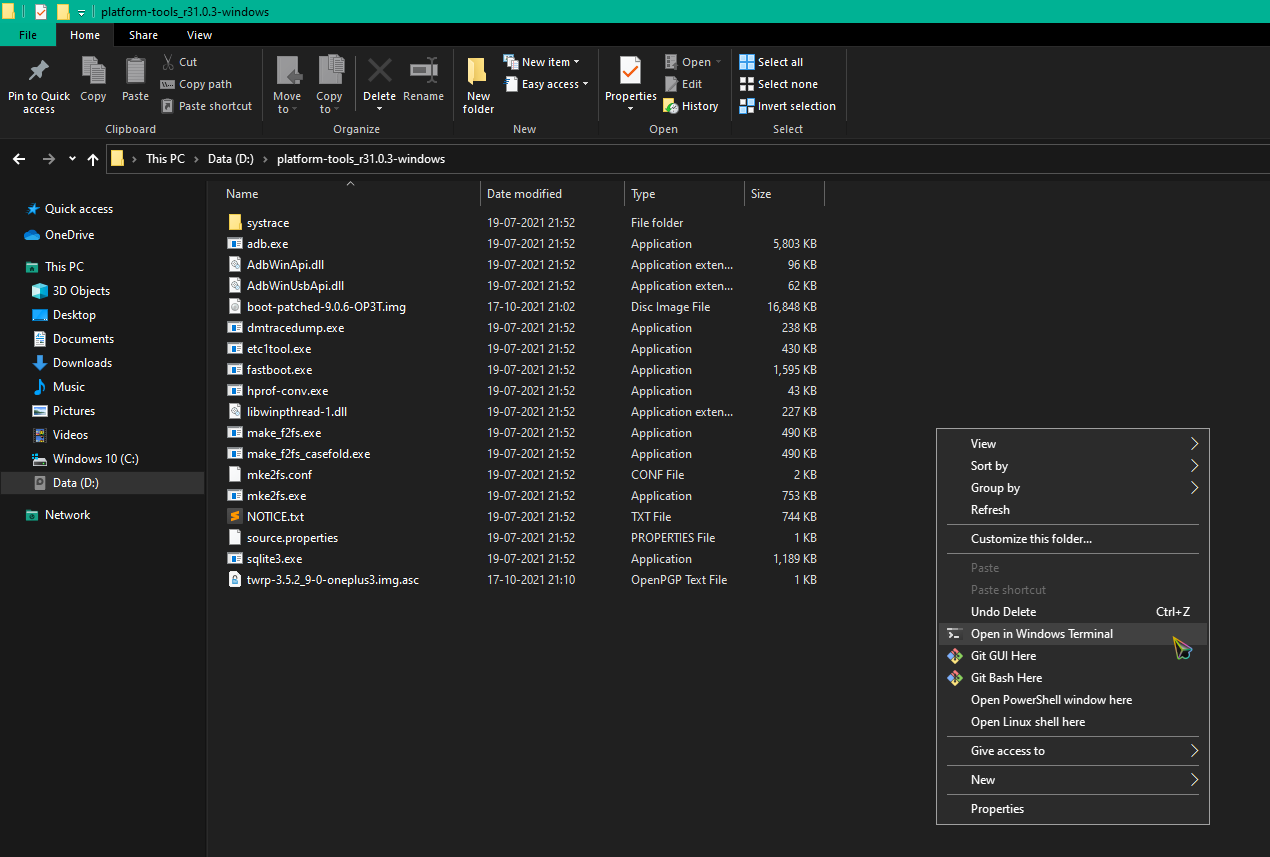 platform-tools_r31.0.3-windows
File Home Share View
Pin to Quick access
Copy
Paste
Cut
Copy path
Paste shortcut
Clipboard
Move to
Copy to
Delete
Rename
Organize
New folder
New item
Easy access
New
Properties
Open
Edit
History
Open
Select all
Select none
Invert selection
Select
This PC Data (D:) platform-tools_r31.0.3-windows
Quick access
OneDrive
This PC
3D Objects
Desktop
Documents
Downloads
Music
Pictures
Videos
Windows 10 (C:)
Data (D:)
Network
Name Date modified Type Size
systrace 19-07-2021 21:52 File folder
adb.exe 19-07-2021 21:52 Application 5,803 KB
AdbWinApi.dll 19-07-2021 21:52 Application exten... 96 KB
AdbWinUsbApi.dll 19-07-2021 21:52 Application exten... 62 KB
boot-patched-9.0.6-OP3T.img 17-10-2021 21:02 Disc Image File 16,848 KB
dmtracedump.exe 19-07-2021 21:52 Application 238 KB
etc1tool.exe 19-07-2021 21:52 Application 430 KB
fastboot.exe 19-07-2021 21:52 Application 1,595 KB
hprof-conv.exe 19-07-2021 21:52 Application 43 KB
libwinpthread-1.dll 19-07-2021 21:52 Application exten... 227 KB
make_f2fs.exe 19-07-2021 21:52 Application 490 KB
make_f2fs_casefold.exe 19-07-2021 21:52 Application 490 KB
mke2fs.conf 19-07-2021 21:52 CONF File 2 KB
mke2fs.exe 19-07-2021 21:52 Application 753 KB
NOTICE.txt 19-07-2021 21:52 TXT File 744 KB
source.properties 19-07-2021 21:52 PROPERTIES File 1 KB
sqlite3.exe 19-07-2021 21:52 Application 1,189 KB
twrp-3.5.2_9-0-oneplus3.img.asc 17-10-2021 21:10 OpenPGP Text File 1 KB
View
Sort by
Group by
Refresh
Customize this folder...
Paste
Paste shortcut
Undo Delete Ctrl+Z
Open in Windows Terminal
Git GUI Here
Git Bash Here
Open PowerShell window here
Open Linux shell here
Give access to
New
Properties